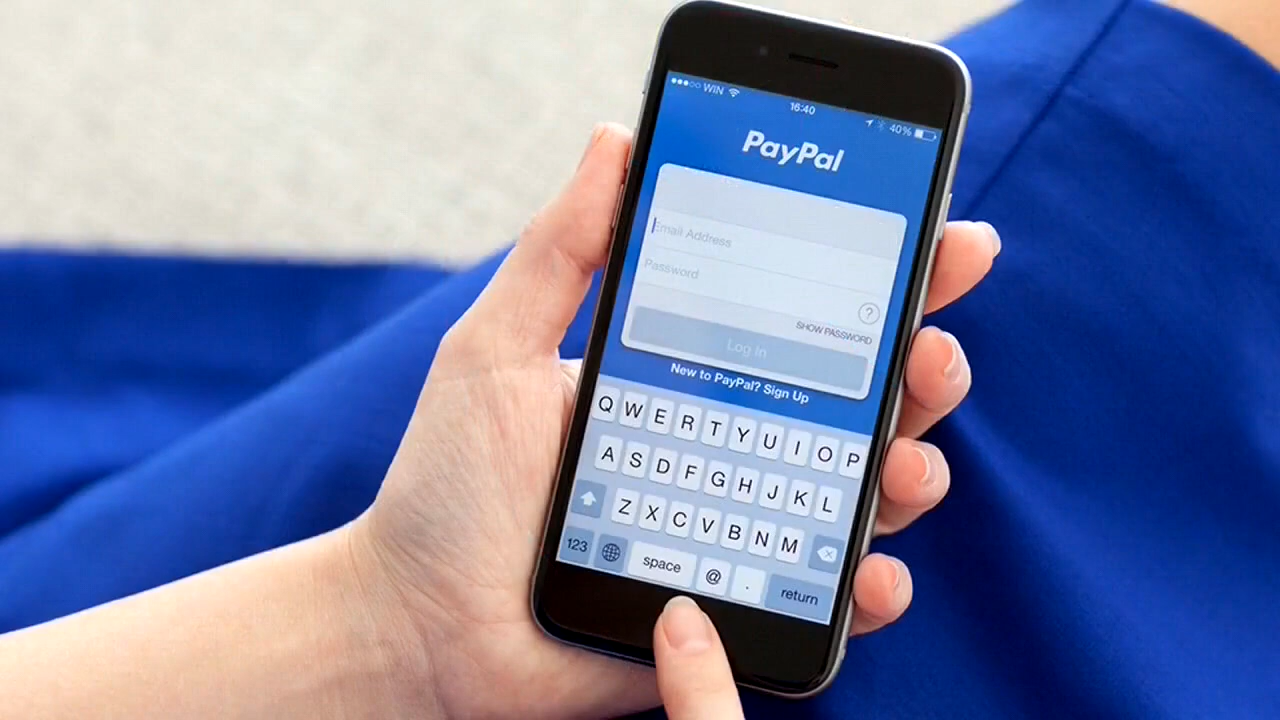 WIN 16:40 40%
PayPal
Email Address
Password
?
SHOW PASSWORD
Log In
New to PayPal? Sign Up
Q W E R T Y U I O P
A S D F G H J K L
Z X C V B N M
123 space @ . return